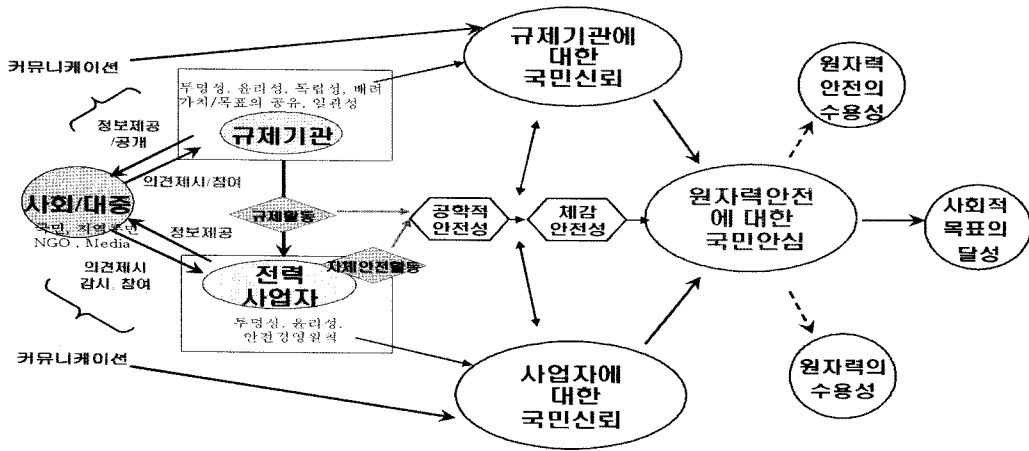 커뮤니케이션
투명성, 윤리성, 독립성, 배려
가치/목표의 공유, 일관성
규제기관
정보제공
/공개
의견제시/참여
사회/대중
국민, 지역주민
NGO, Media
정보제공
의견제시
감시, 참여
규제활동
자체안전활동
전력
사업자
투명성, 윤리성,
안전경영원칙
커뮤니케이션
규제기관에
대한
국민신뢰
공학적
안전성
체감
안전성
사업자에
대한
국민신뢰
원자력안전
에 대한
국민안심
원자력
안전의
수용성
사회적
목표의
달성
원자력의
수용성